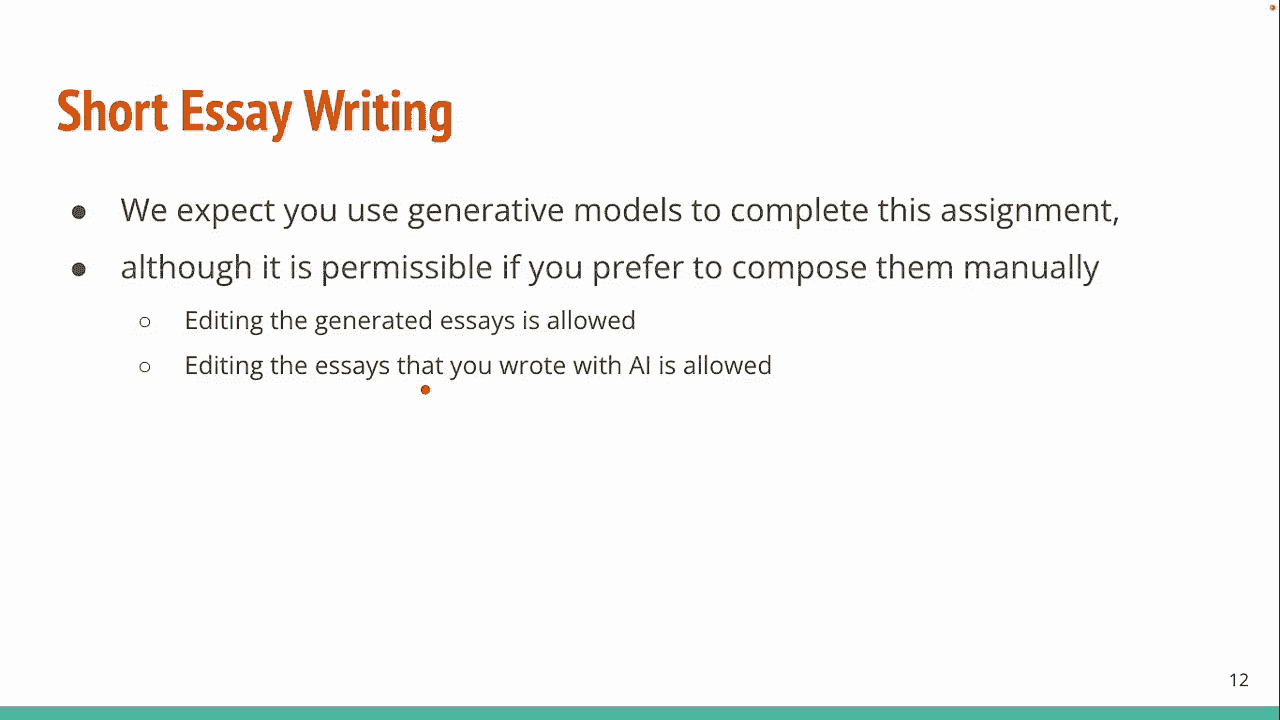 Short Essay Writing
● We expect you use generative models to complete this assignment,
● although it is permissible if you prefer to compose them manually
○ Editing the generated essays is allowed
○ Editing the essays that you wrote with AI is allowed
12